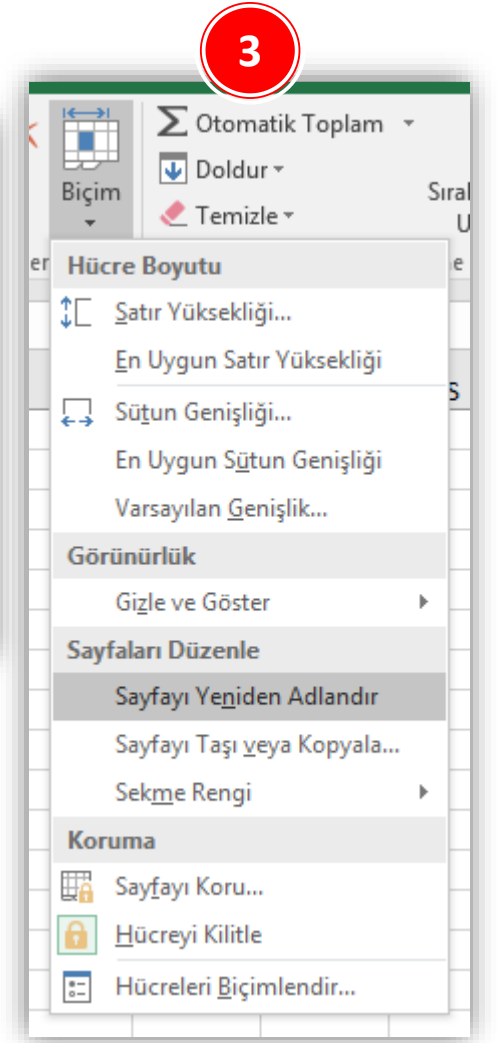 3
Σ Otomatik Toplam
Biçim
Doldur
Temizle
Sıral
U
er
e
Hücre Boyutu
Satır Yüksekliği...
En Uygun Satır Yüksekliği
S
Sütun Genişliği...
En Uygun Sütun Genişliği
Varsayılan Genişlik...
Görünürlük
Gizle ve Göster
Sayfaları Düzenle
Sayfayı Yeniden Adlandır
Sayfayı Taşı veya Kopyala...
Sekme Rengi
Koruma
Sayfayı Koru...
Hücreyi Kilitle
Hücreleri Biçimlendir...